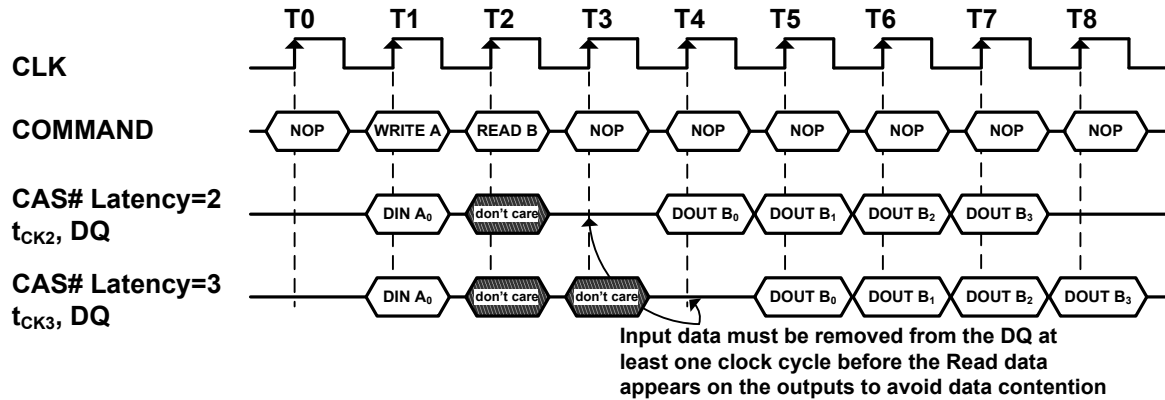 T0 T1 T2 T3 T4 T5 T6 T7 T8
CLK
COMMAND NOP WRITE A READ B NOP NOP NOP NOP NOP NOP
CAS# Latency=2
tCK2, DQ DIN A0 don't care DOUT B0 DOUT B1 DOUT B2 DOUT B3
CAS# Latency=3
tCK3, DQ DIN A0 don't care don't care DOUT B0 DOUT B1 DOUT B2 DOUT B3
Input data must be removed from the DQ at
least one clock cycle before the Read data
appears on the outputs to avoid data contention